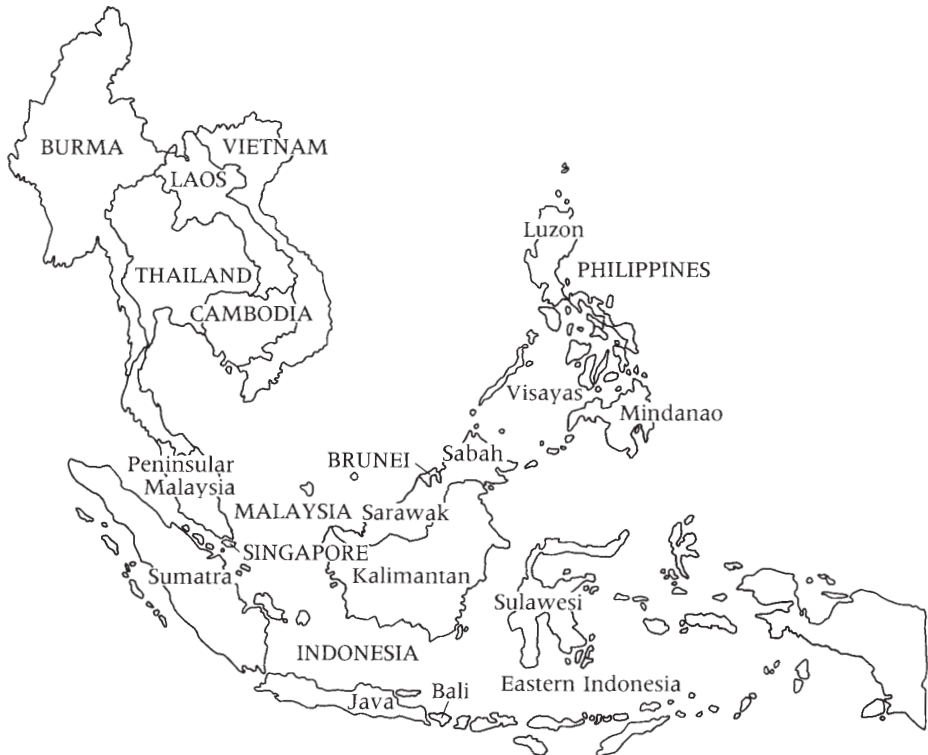 BURMA
VIETNAM
LAOS
Luzon
PHILIPPINES
THAILAND
CAMBODIA
Visayas
Mindanao
BRUNEI
Sabah
Peninsular
Malaysia
MALAYSIA
Sarawak
SINGAPORE
Sumatra
Kalimantan
Sulawesi
INDONESIA
Eastern Indonesia
Java
Bali